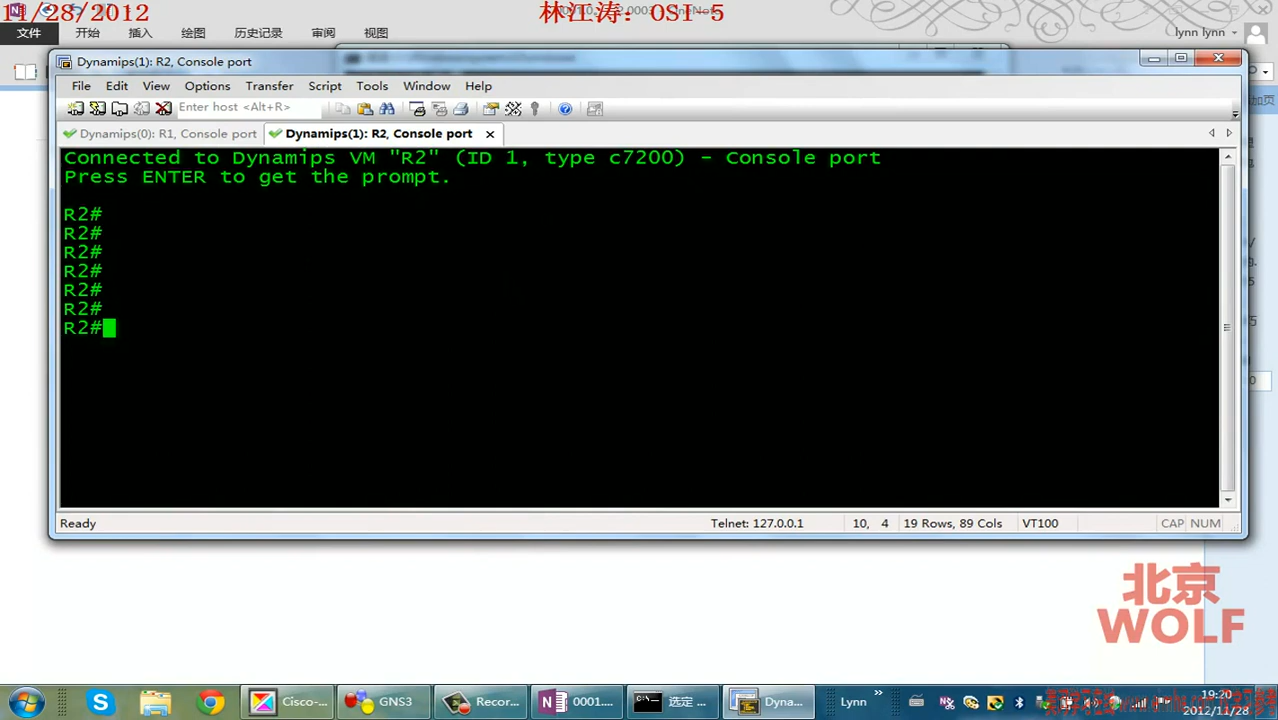 11/28/2012
林江涛：OSI-5
文件 开始 插入 绘图 历史记录 审阅 视图
lynn lynn
Dynamips(1): R2, Console port
File Edit View Options Transfer Script Tools Window Help
Enter host <Alt+R>
Dynamips(0): R1, Console port
Dynamips(1): R2, Console port
Connected to Dynamips VM "R2" (ID 1, type c7200) - Console port
Press ENTER to get the prompt.
R2#
R2#
R2#
R2#
R2#
R2#
R2#
Ready
Telnet: 127.0.0.1
10, 4
19 Rows, 89 Cols
VT100
CAP NUM
北京
WOLF
Cisco-...
GNS3
Recor...
0001....
选定 ...
Dyna...
Lynn
19:20
2012/11/28